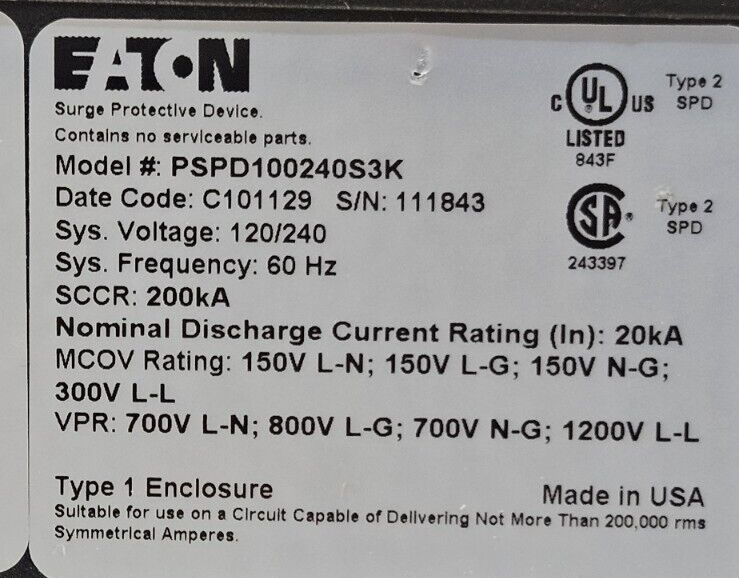 EATON
Surge Protective Device.
Contains no serviceable parts.
Model #: PSPD100240S3K
Date Code: C101129 S/N: 111843
Sys. Voltage: 120/240
Sys. Frequency: 60 Hz
SCCR: 200kA
Nominal Discharge Current Rating (In): 20kA
MCOV Rating: 150V L-N; 150V L-G; 150V N-G;
300V L-L
VPR: 700V L-N; 800V L-G; 700V N-G; 1200V L-L
Type 1 Enclosure
Made in USA
Suitable for use on a Circuit Capable of Delivering Not More Than 200,000 rms
Symmetrical Amperes.
C UL US
LISTED
843F
Type 2
SPD
SA
243397
Type 2
SPD